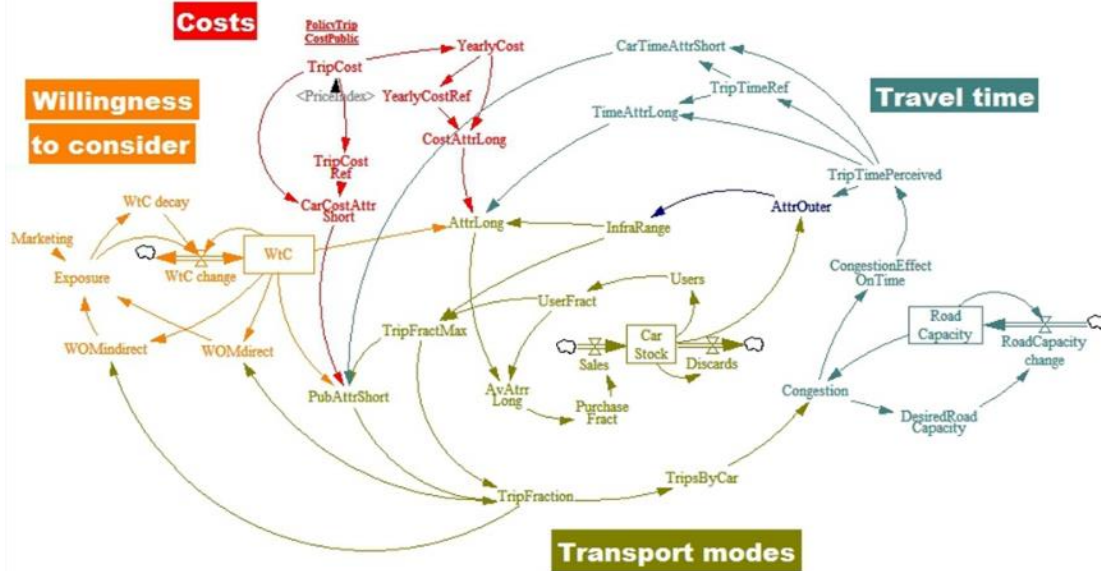 Costs
PolicyTrip
CostPublic
YearlyCost
CarTimeAttrShort
TripCost
<PriceIndex>
YearlyCostRef
TripTimeRef
Willingness
to consider
Travel time
TimeAttrLong
CostAttrLong
TripCost
Ref
TripTimePerceived
CarCostAttr
Short
WtC decay
AttrLong
InfraRange
AttrOuter
Marketing
WtC
Exposure
WtC change
CongestionEffect
OnTime
Users
UserFract
TripFractMax
Road
Capacity
RoadCapacity
change
WOMindirect
WOMdirect
Car
Stock
Sales
Discards
PubAttrShort
AvAtrr
Long
Purchase
Fract
Congestion
DesiredRoad
Capacity
TripsByCar
TripFraction
Transport modes